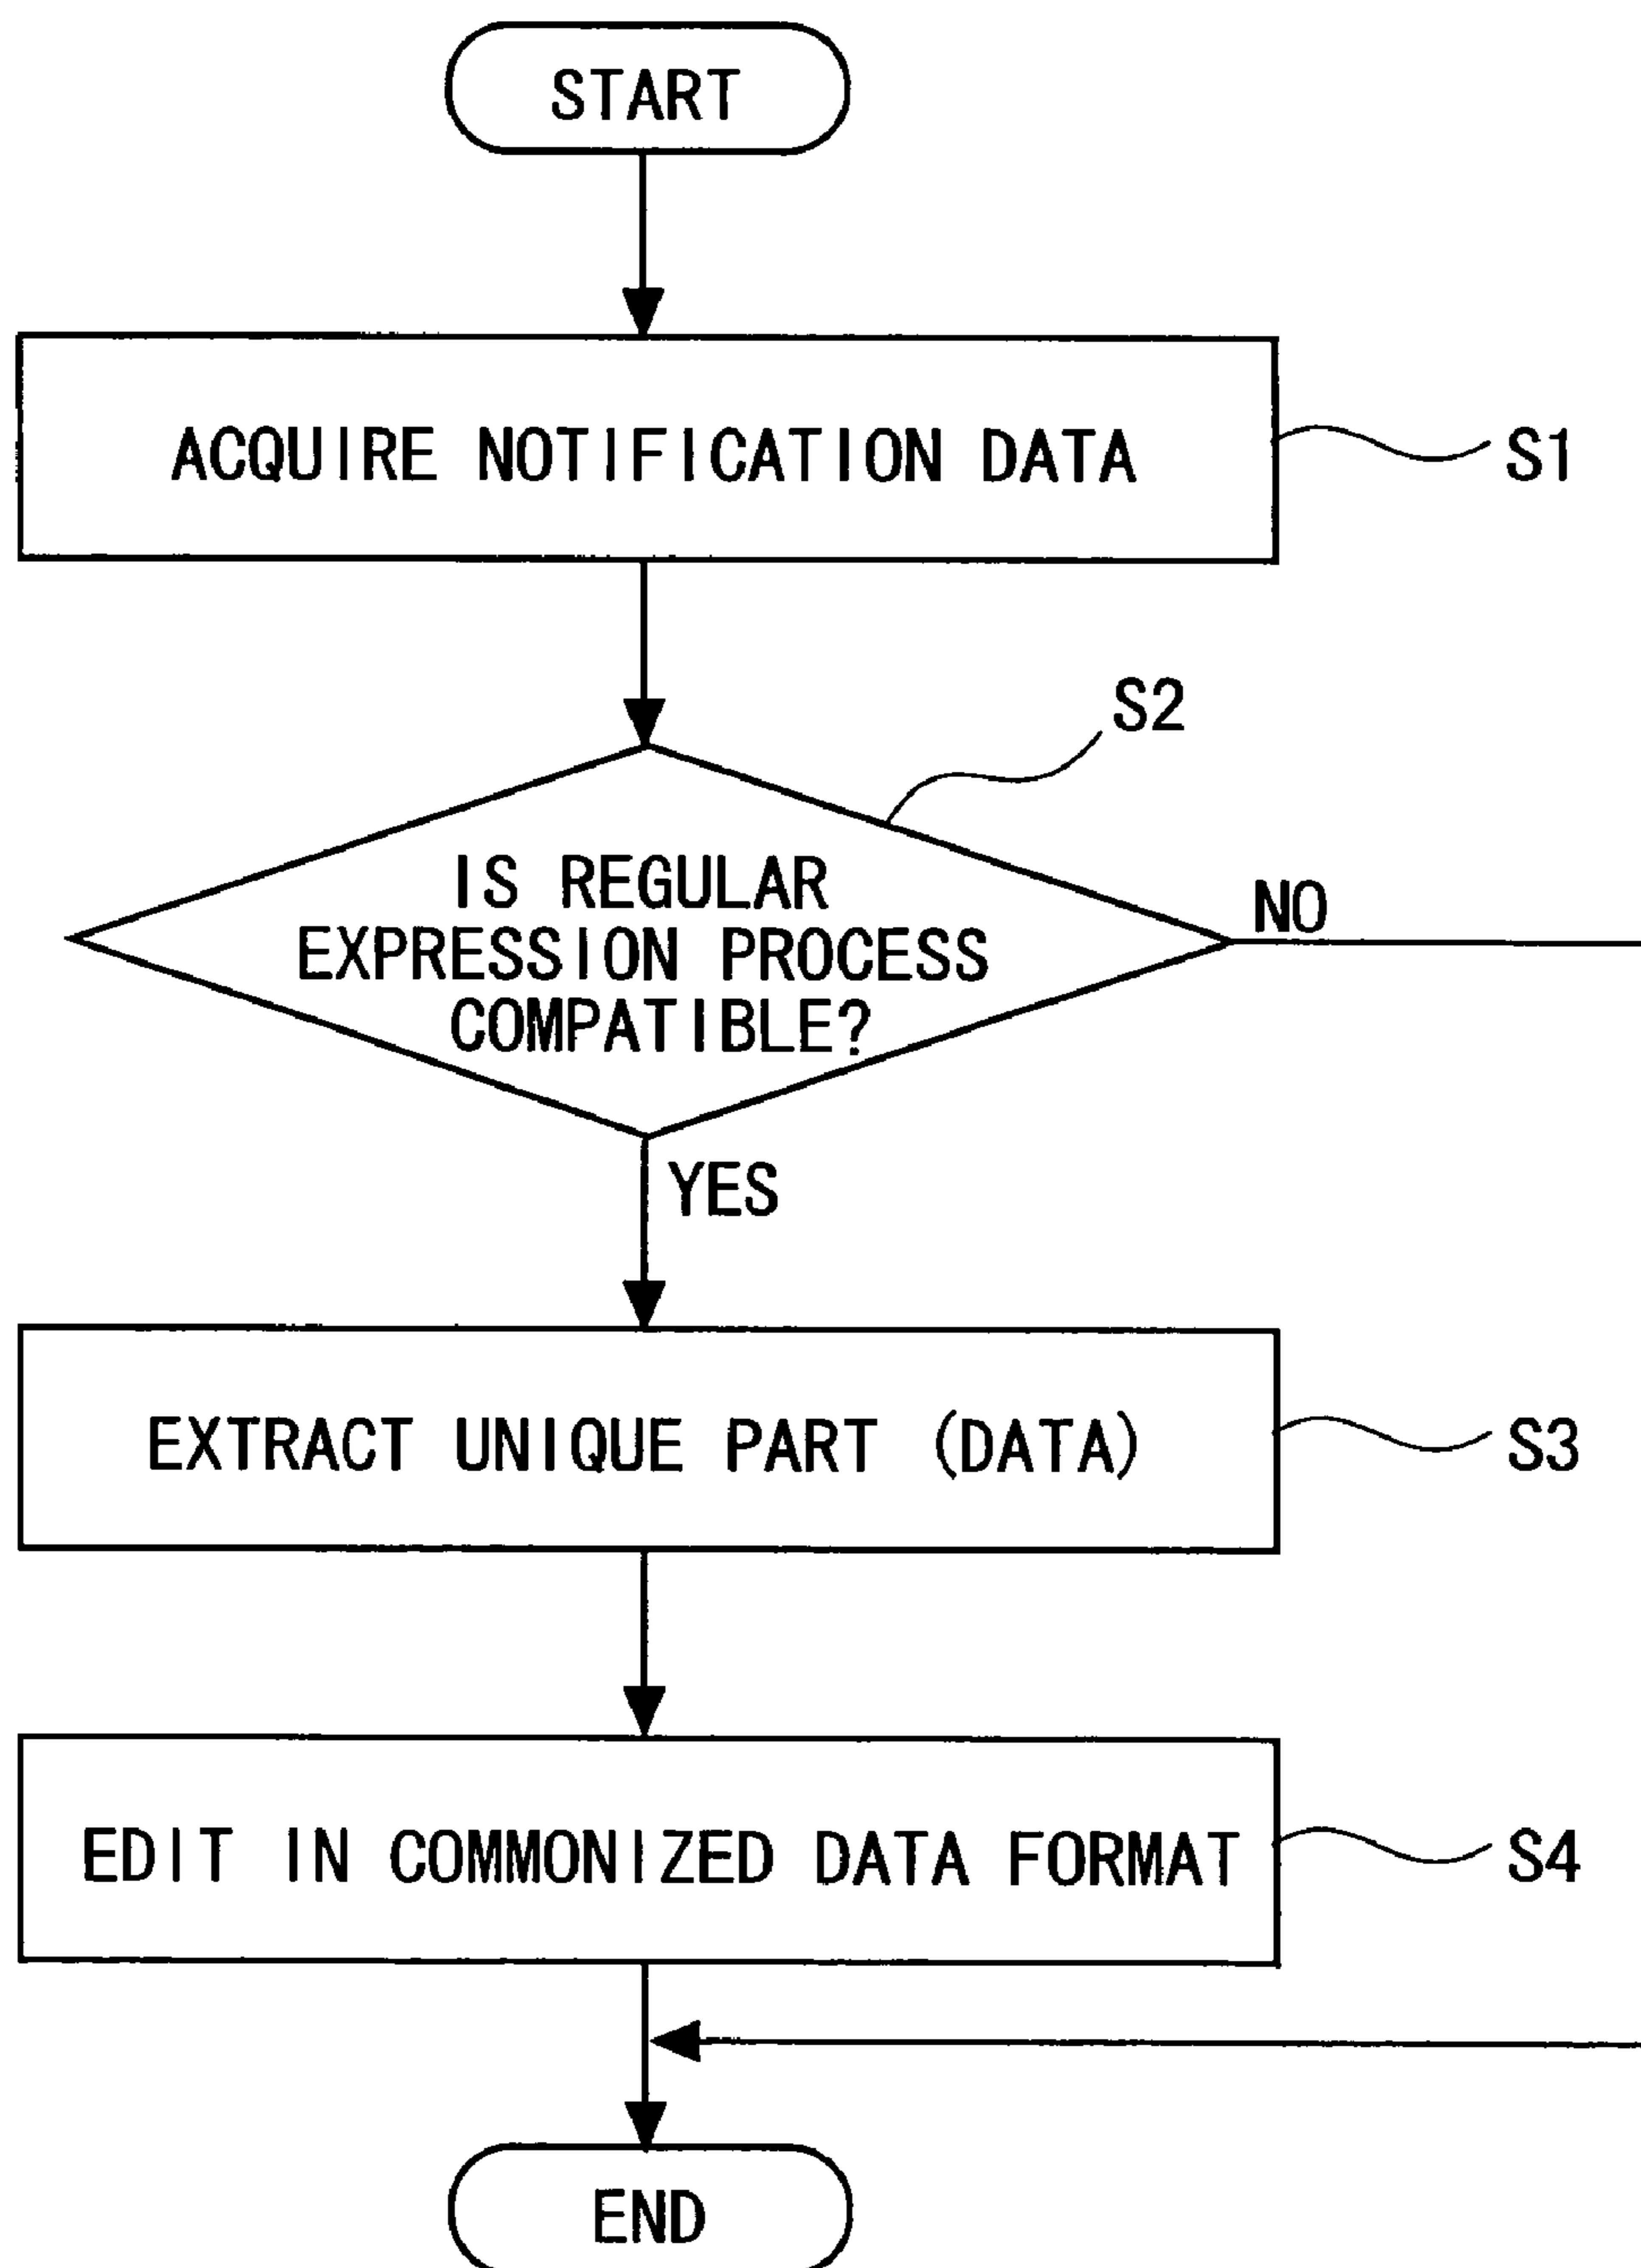 START
ACQUIRE NOTIFICATION DATA
S1
S2
IS REGULAR
EXPRESSION PROCESS
COMPATIBLE?
NO
YES
EXTRACT UNIQUE PART (DATA)
S3
EDIT IN COMMONIZED DATA FORMAT
S4
END